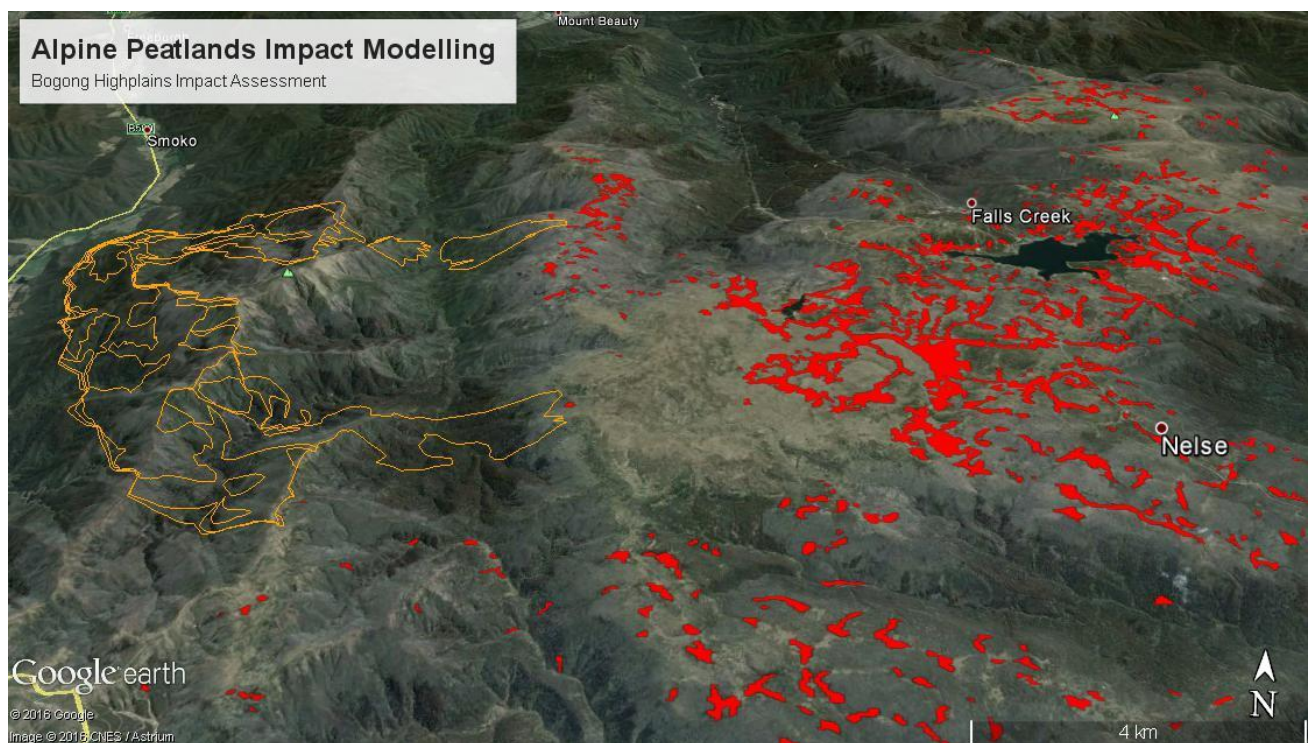 Mount Beauty
Alpine Peatlands Impact Modelling
Bogong Highplains Impact Assessment
Smoko
Falls Creek
Nelse
Google earth
N
© 2016 Google
4 km
Image © 2016 CNES / Astrium